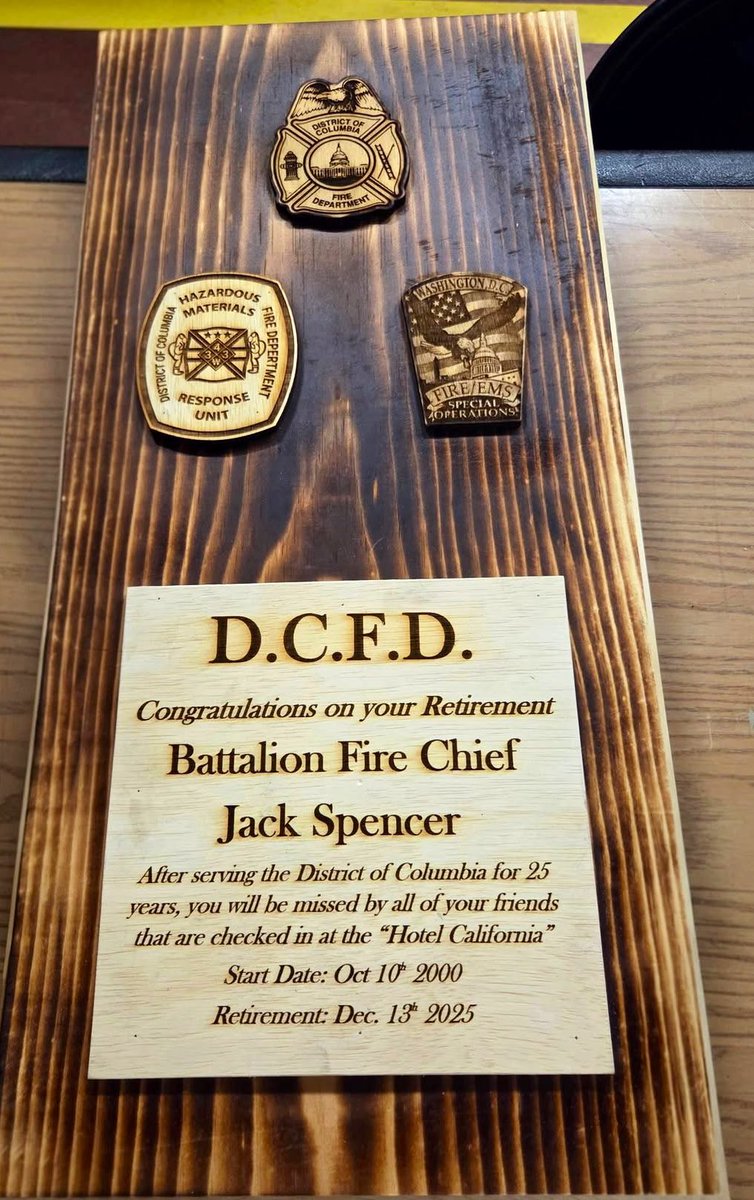 DISTRICT OF
COLUMBIA
FIRE
DEPARTMENT
HAZARDOUS
MATERIALS
DISTRICT OF COLUMBIA
FIRE DEPERTMENT
RESPONSE
UNIT
WASHINGTON, D.C.
FIRE/EMS
SPECIAL
OPERATIONS
D.C.F.D.
Congratulations on your Retirement
Battalion Fire Chief
Jack Spencer
After serving the District of Columbia for 25
years, you will be missed by all of your friends
that are checked in at the “Hotel California”
Start Date: Oct 10th 2000
Retirement: Dec. 13th 2025